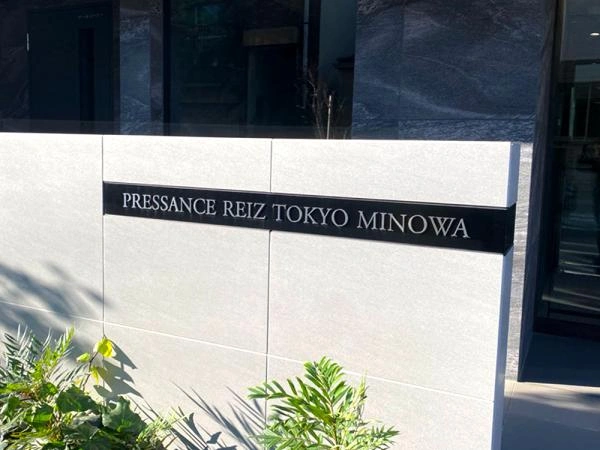 PRESSANCE REIZ TOKYO MINOWA